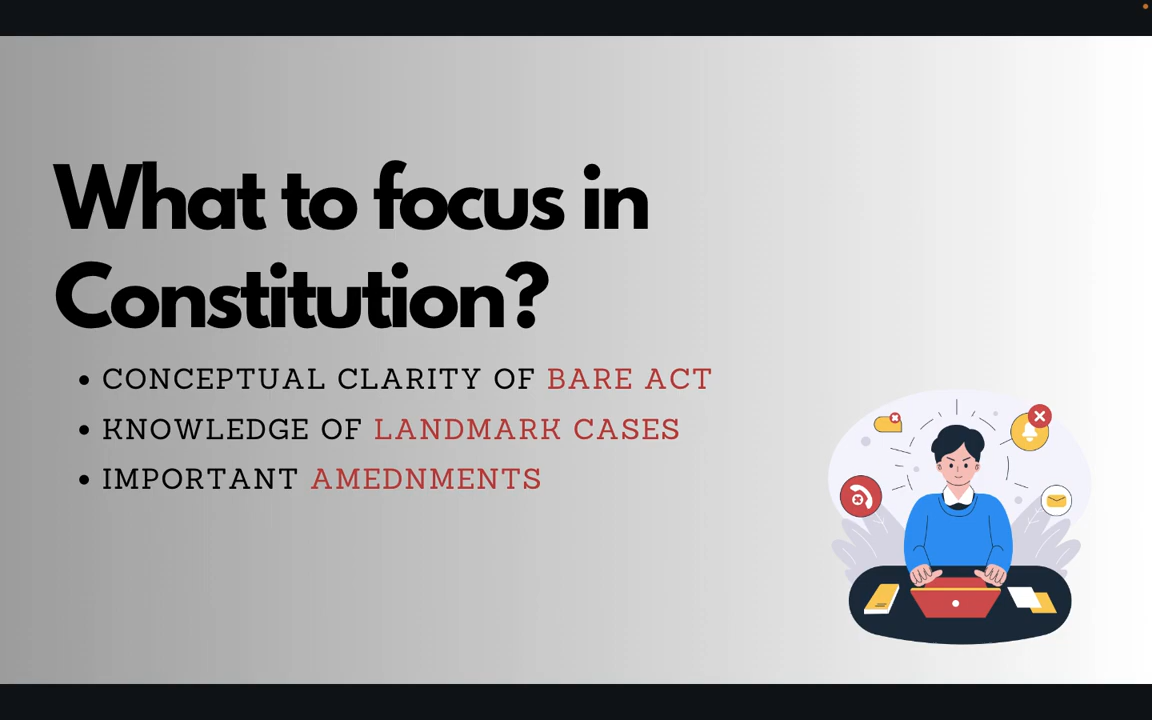 What to focus in
Constitution?
• CONCEPTUAL CLARITY OF BARE ACT
• KNOWLEDGE OF LANDMARK CASES
• IMPORTANT AMEDNMENTS